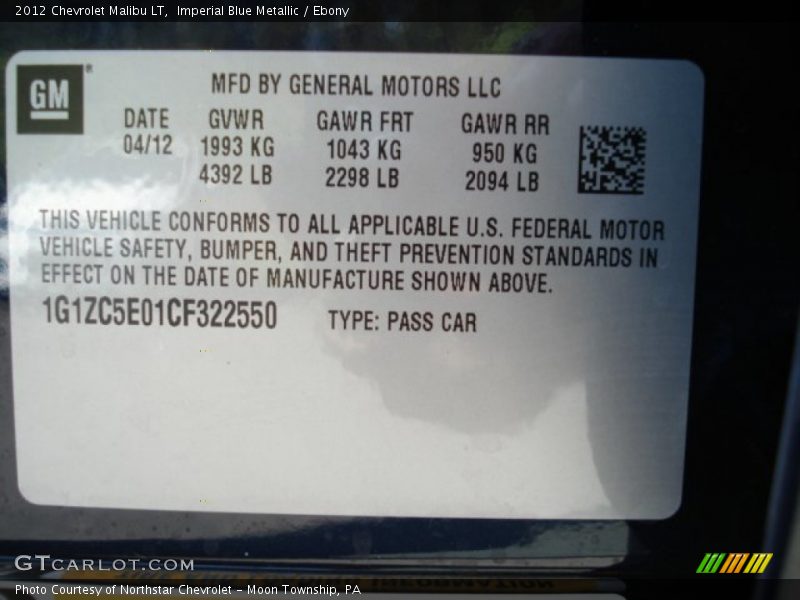 2012 Chevrolet Malibu LT, Imperial Blue Metallic / Ebony
GM®
MFD BY GENERAL MOTORS LLC
DATE GVWR GAWR FRT GAWR RR
04/12 1993 KG 1043 KG 950 KG
4392 LB 2298 LB 2094 LB
THIS VEHICLE CONFORMS TO ALL APPLICABLE U.S. FEDERAL MOTOR
VEHICLE SAFETY, BUMPER, AND THEFT PREVENTION STANDARDS IN
EFFECT ON THE DATE OF MANUFACTURE SHOWN ABOVE.
1G1ZC5E01CF322550 TYPE: PASS CAR
GTCARLOT.COM
INFORMATION
Photo Courtesy of Northstar Chevrolet - Moon Township, PA